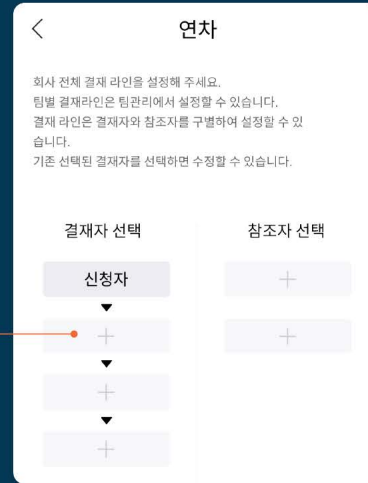 연차
회사 전체 결재 라인을 설정해 주세요.
팀별 결재라인은 팀관리에서 설정할 수 있습니다.
결재 라인은 결재자와 참조자를 구별하여 설정할 수 있
습니다.
기존 선택된 결재자를 선택하면 수정할 수 있습니다.
결재자 선택
참조자 선택
신청자